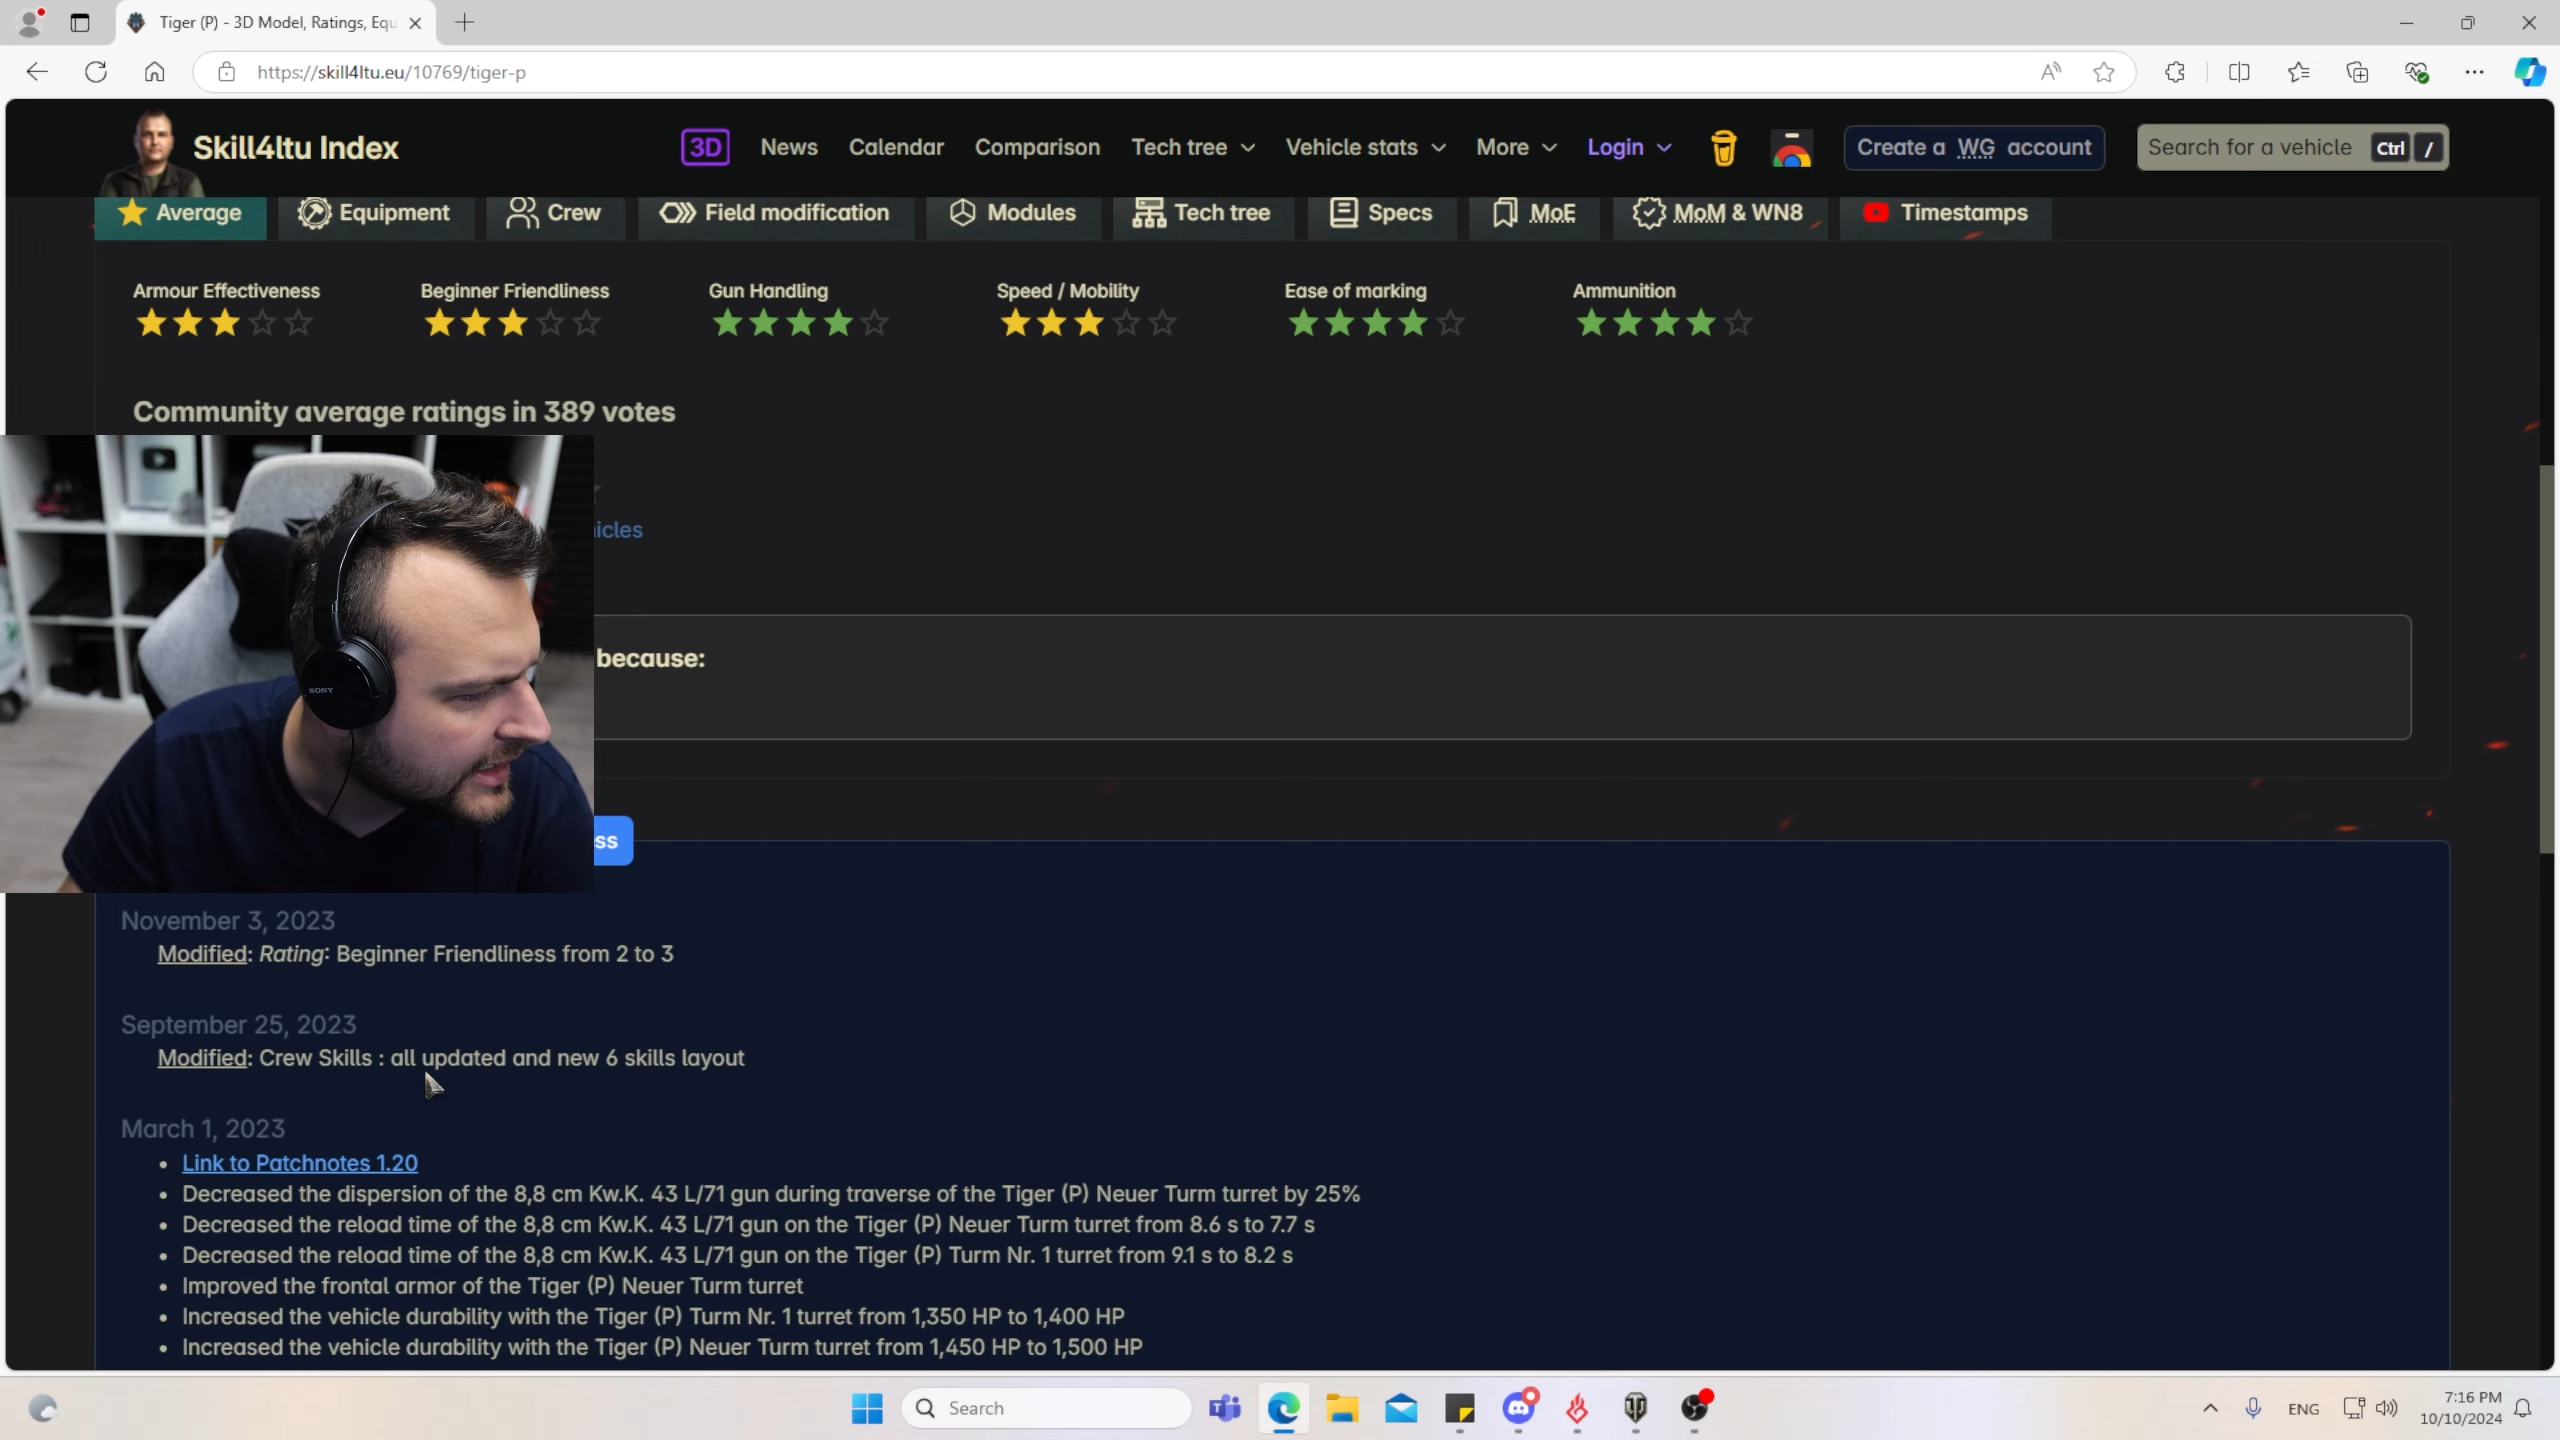 Tiger (P) - 3D Model, Ratings, Equ
https://skill4ltu.eu/10769/tiger-p
Skill4ltu Index
3D News Calendar Comparison Tech tree Vehicle stats More Login Create a WG account Search for a vehicle Ctrl /
Average Equipment Crew Field modification Modules Tech tree Specs MoE MoM & WN8 Timestamps
Armour Effectiveness Beginner Friendliness Gun Handling Speed / Mobility Ease of marking Ammunition
Community average ratings in 389 votes
icles
because:
SONY
ss
November 3, 2023
Modified: Rating: Beginner Friendliness from 2 to 3
September 25, 2023
Modified: Crew Skills : all updated and new 6 skills layout
March 1, 2023
• Link to Patchnotes 1.20
• Decreased the dispersion of the 8,8 cm Kw.K. 43 L/71 gun during traverse of the Tiger (P) Neuer Turm turret by 25%
• Decreased the reload time of the 8,8 cm Kw.K. 43 L/71 gun on the Tiger (P) Neuer Turm turret from 8.6 s to 7.7 s
• Decreased the reload time of the 8,8 cm Kw.K. 43 L/71 gun on the Tiger (P) Turm Nr. 1 turret from 9.1 s to 8.2 s
• Improved the frontal armor of the Tiger (P) Neuer Turm turret
• Increased the vehicle durability with the Tiger (P) Turm Nr. 1 turret from 1,350 HP to 1,400 HP
• Increased the vehicle durability with the Tiger (P) Neuer Turm turret from 1,450 HP to 1,500 HP
Search
ENG
7:16 PM
10/10/2024